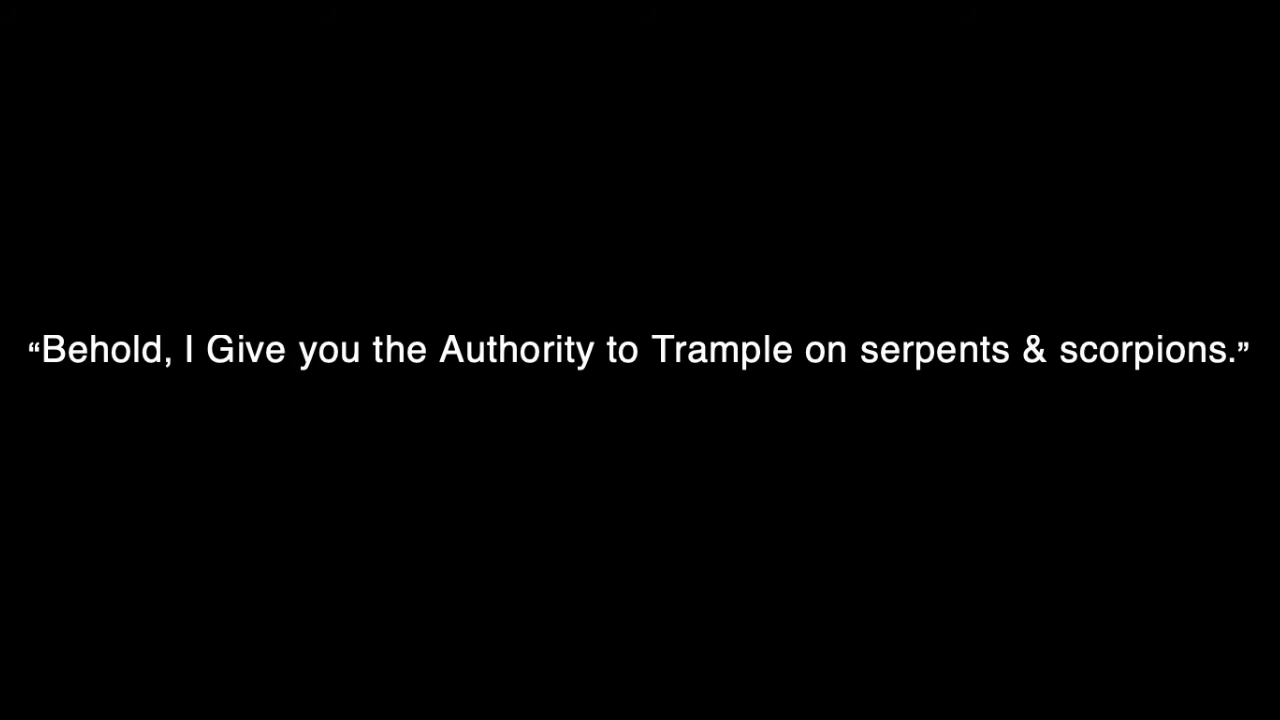 “Behold, I Give you the Authority to Trample on serpents & scorpions.”